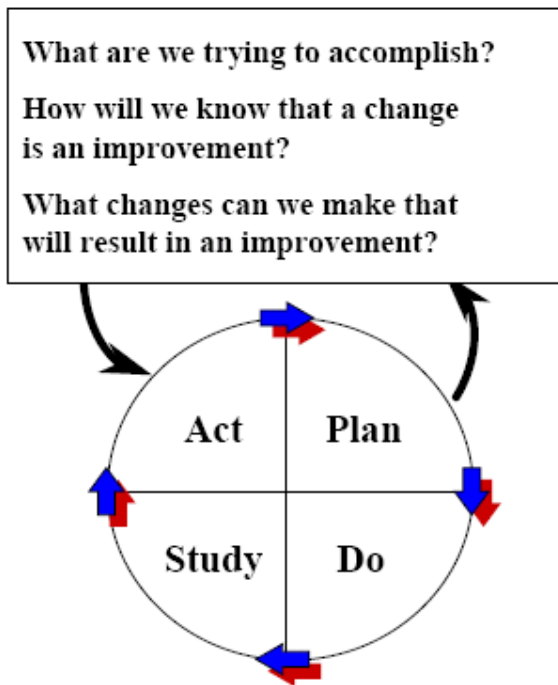 What are we trying to accomplish?
How will we know that a change
is an improvement?
What changes can we make that
will result in an improvement?
Act
Plan
Study
Do